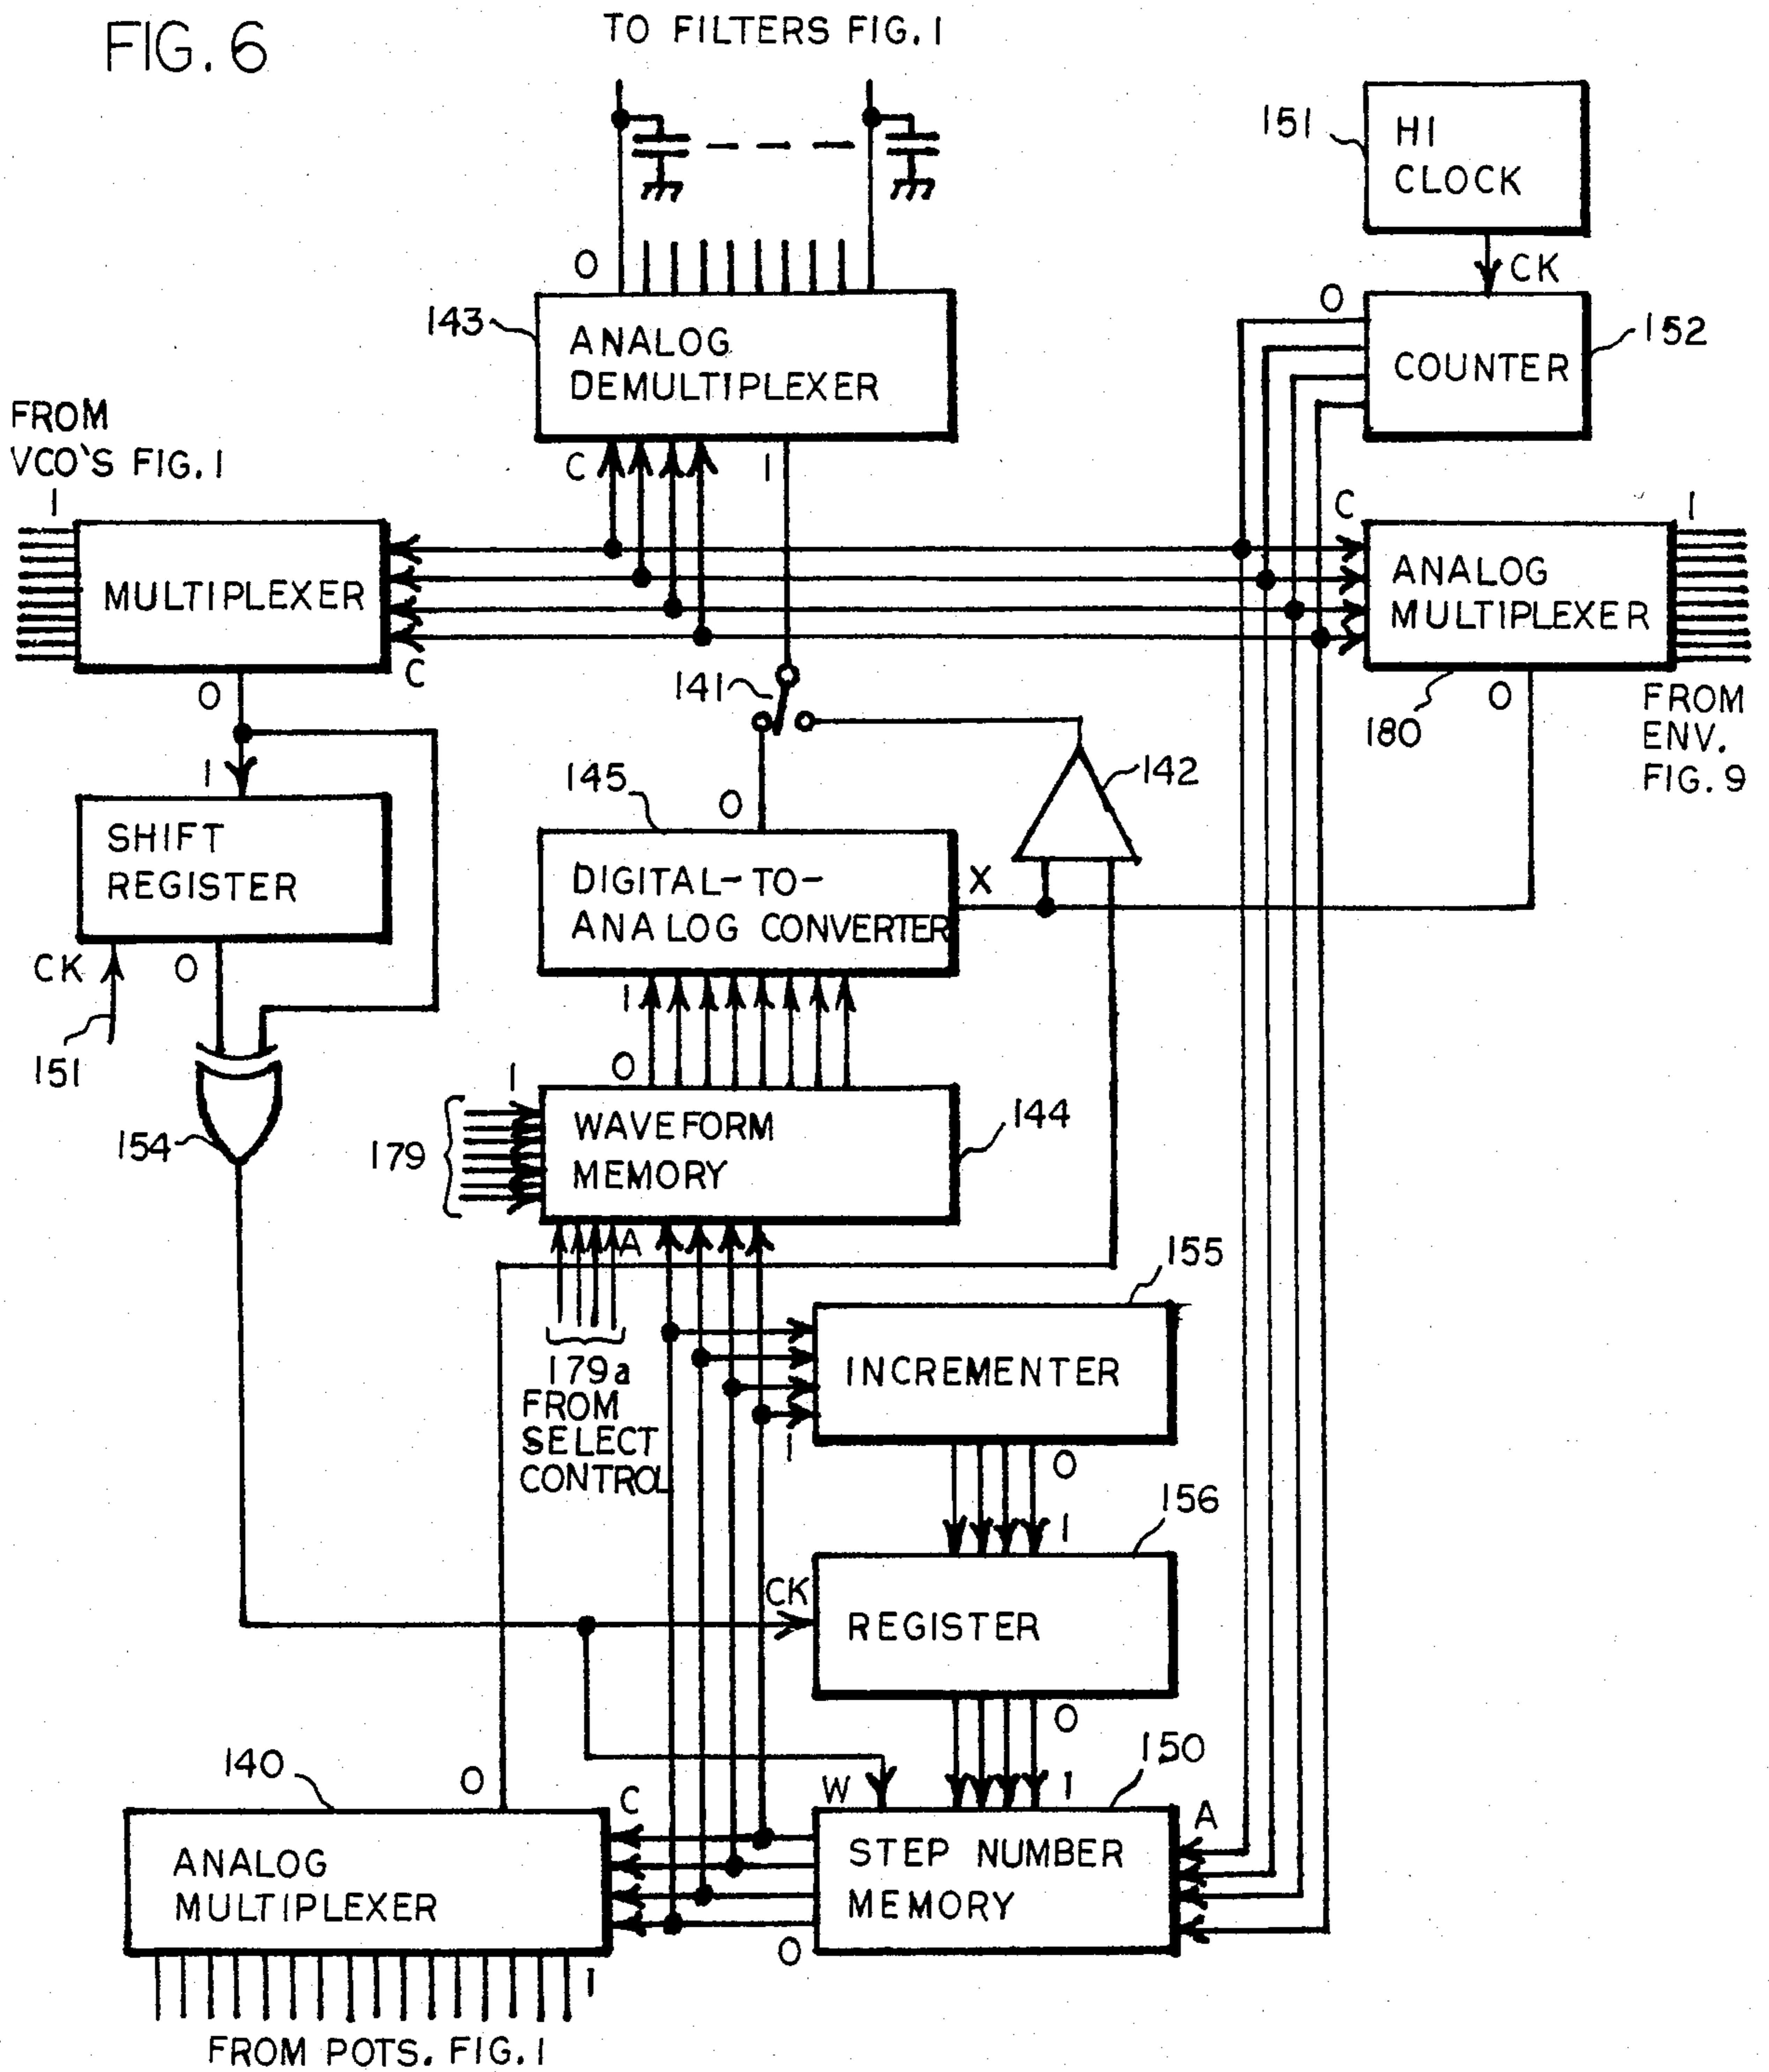 FIG. 6
TO FILTERS FIG. 1
151
HI
CLOCK
CK
O
O
143
ANALOG
DEMULTIPLEXER
COUNTER
152
FROM
VCO'S FIG. 1
I
C
I
C
I
MULTIPLEXER
ANALOG
MULTIPLEXER
C
O
141
180
O
FROM
ENV.
FIG. 9
I
145
O
142
SHIFT
REGISTER
DIGITAL-TO-
ANALOG CONVERTER
X
CK
O
I
151
O
I
154
179
WAVEFORM
MEMORY
144
A
155
179a
FROM
SELECT
CONTROL
INCREMENTER
I
O
I
156
CK
REGISTER
O
140
O
W
I
150
C
A
ANALOG
MULTIPLEXER
STEP NUMBER
MEMORY
O
I
FROM POTS. FIG. 1